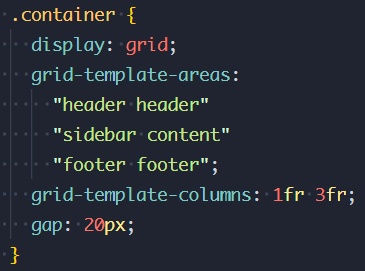 .container {
  display: grid;
  grid-template-areas:
    "header header"
    "sidebar content"
    "footer footer";
  grid-template-columns: 1fr 3fr;
  gap: 20px;
}